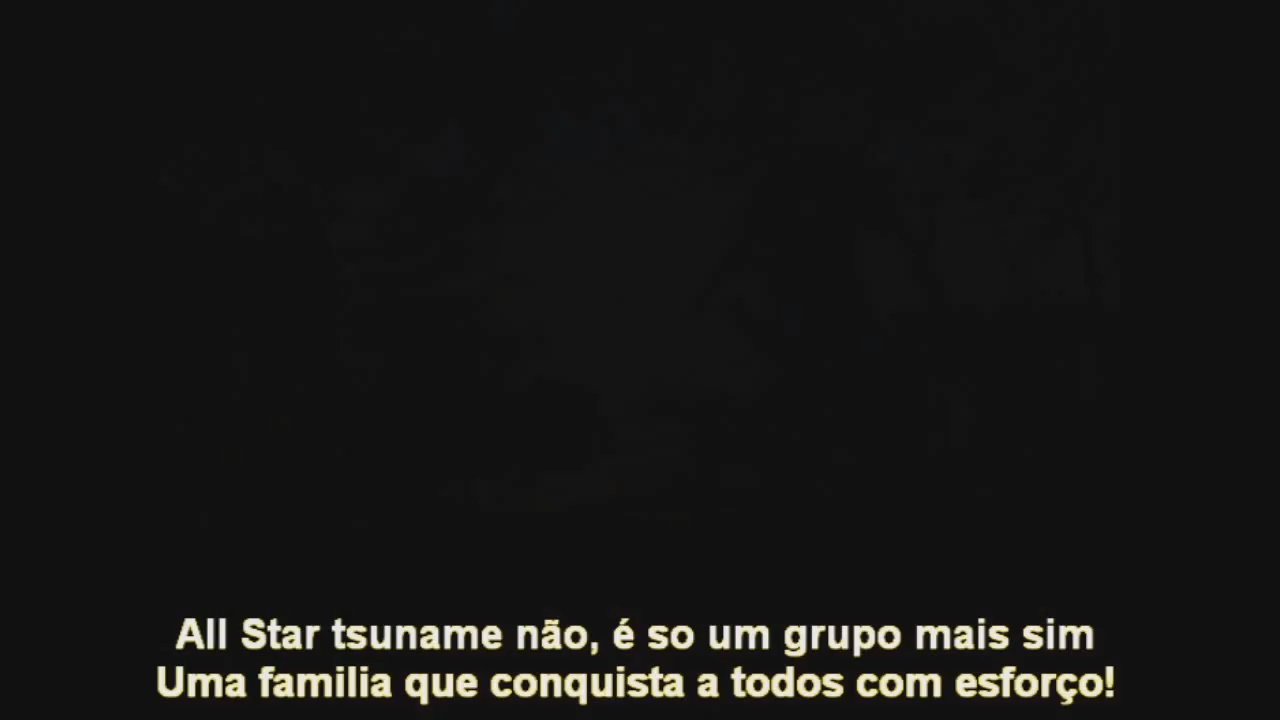 All Star tsuname não, é so um grupo mais sim
Uma familia que conquista a todos com esforço!